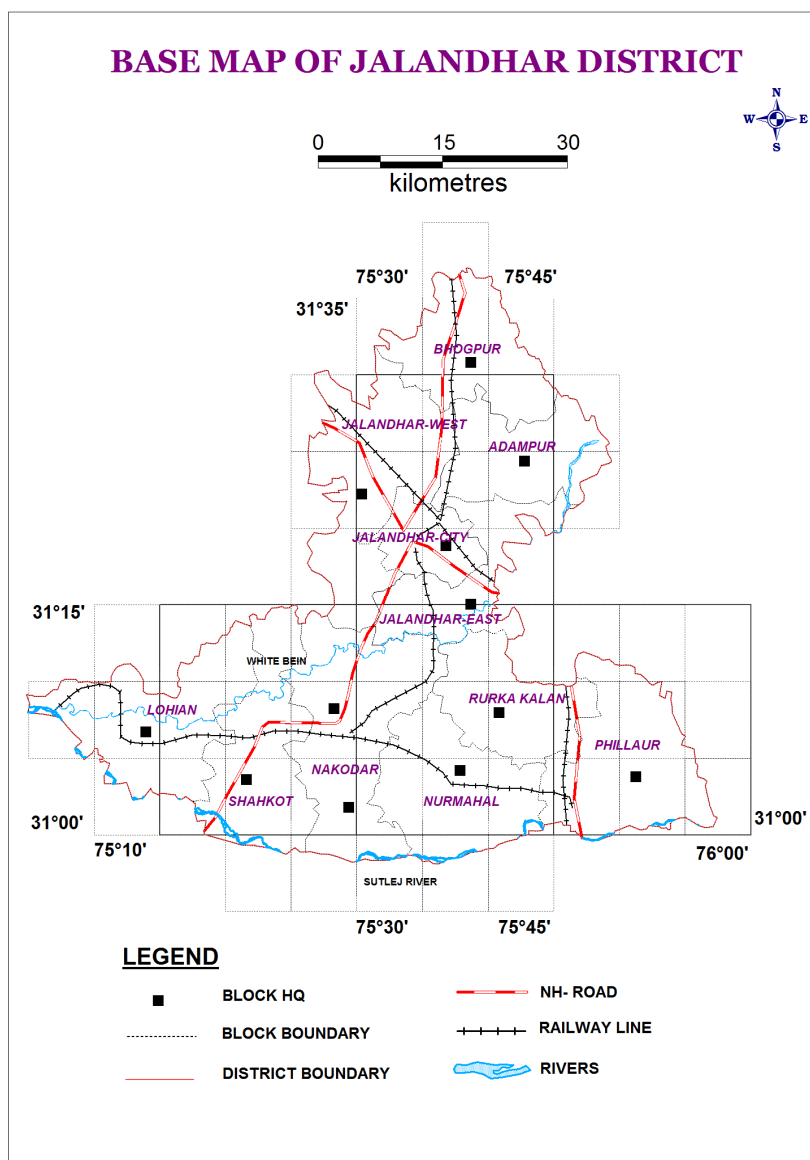 BASE MAP OF JALANDHAR DISTRICT
N
W E
S
0 15 30
kilometres
75°30' 75°45'
31°35'
BHOGPUR
JALANDHAR-WEST
ADAMPUR
JALANDHAR-CITY
31°15'
JALANDHAR-EAST
WHITE BEIN
LOHIAN
RURKA KALAN
PHILLAUR
NAKODAR
SHAHKOT
NURMAHAL
31°00'
31°00'
75°10'
76°00'
SUTLEJ RIVER
75°30' 75°45'
LEGEND
BLOCK HQ
NH- ROAD
BLOCK BOUNDARY
RAILWAY LINE
DISTRICT BOUNDARY
RIVERS